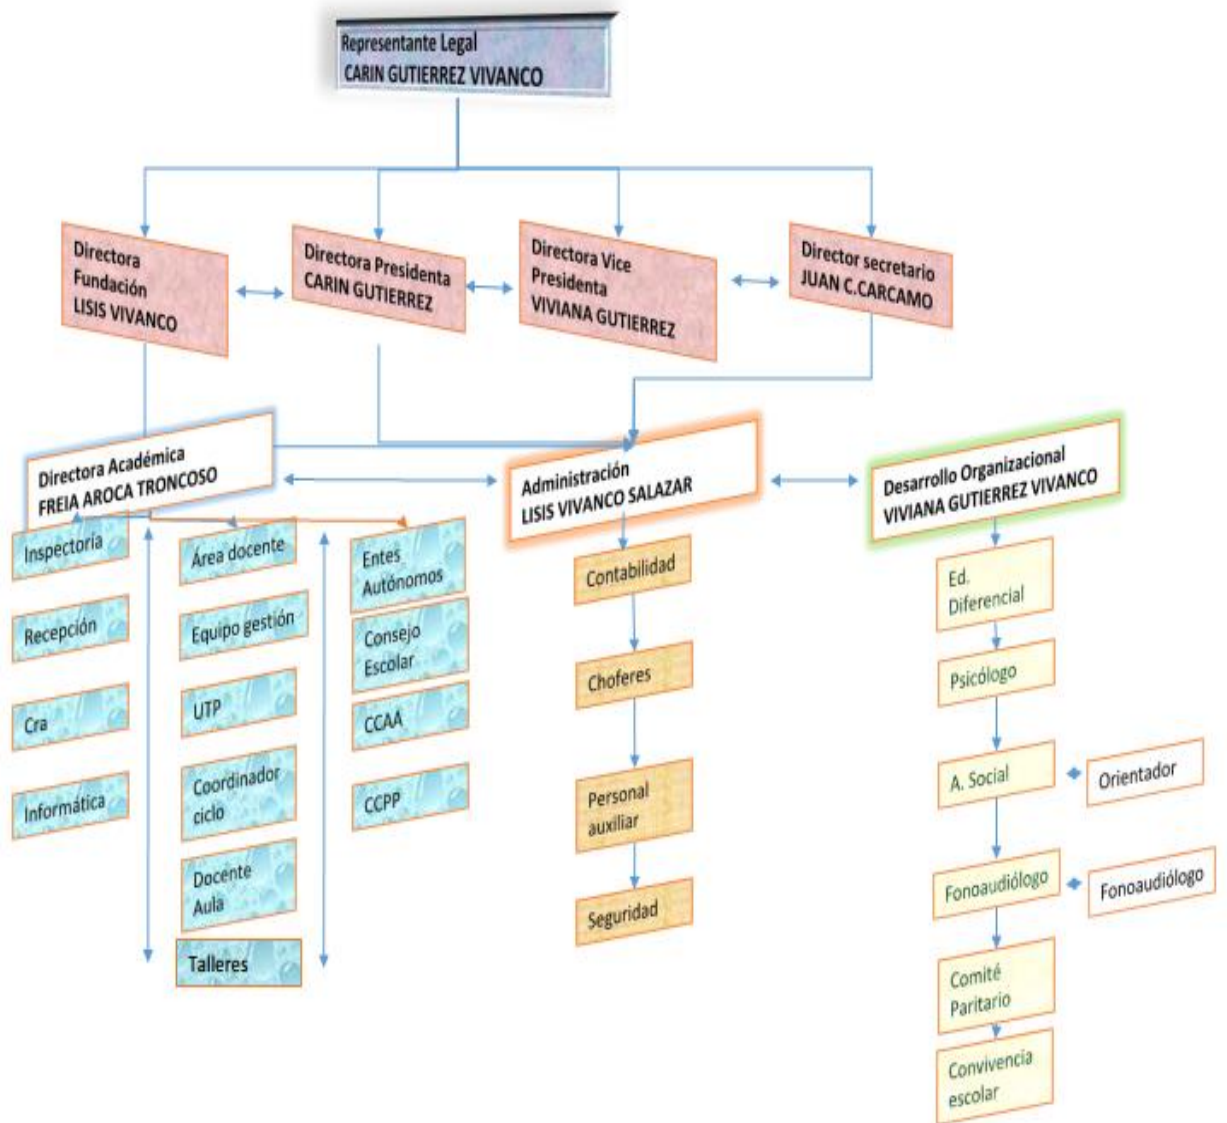 Representante Legal
CARIN GUTIERREZ VIVANCO
Directora
Fundación
LISIS VIVANCO
Directora Presidenta
CARIN GUTIERREZ
Directora Vice
Presidenta
VIVIANA GUTIERREZ
Director secretario
JUAN C.CARCAMO
Directora Académica
FREIA AROCA TRONCOSO
Administración
LISIS VIVANCO SALAZAR
Desarrollo Organizacional
VIVIANA GUTIERREZ VIVANCO
Inspectoría
Recepción
Cra
Informática
Área docente
Equipo gestión
UTP
Coordinador
ciclo
Docente
Aula
Talleres
Entes
Autónomos
Consejo
Escolar
CCAA
CCPP
Contabilidad
Choferes
Personal
auxiliar
Seguridad
Ed.
Diferencial
Psicólogo
A. Social
Orientador
Fonoaudiólogo
Fonoaudiólogo
Comité
Paritario
Convivencia
escolar